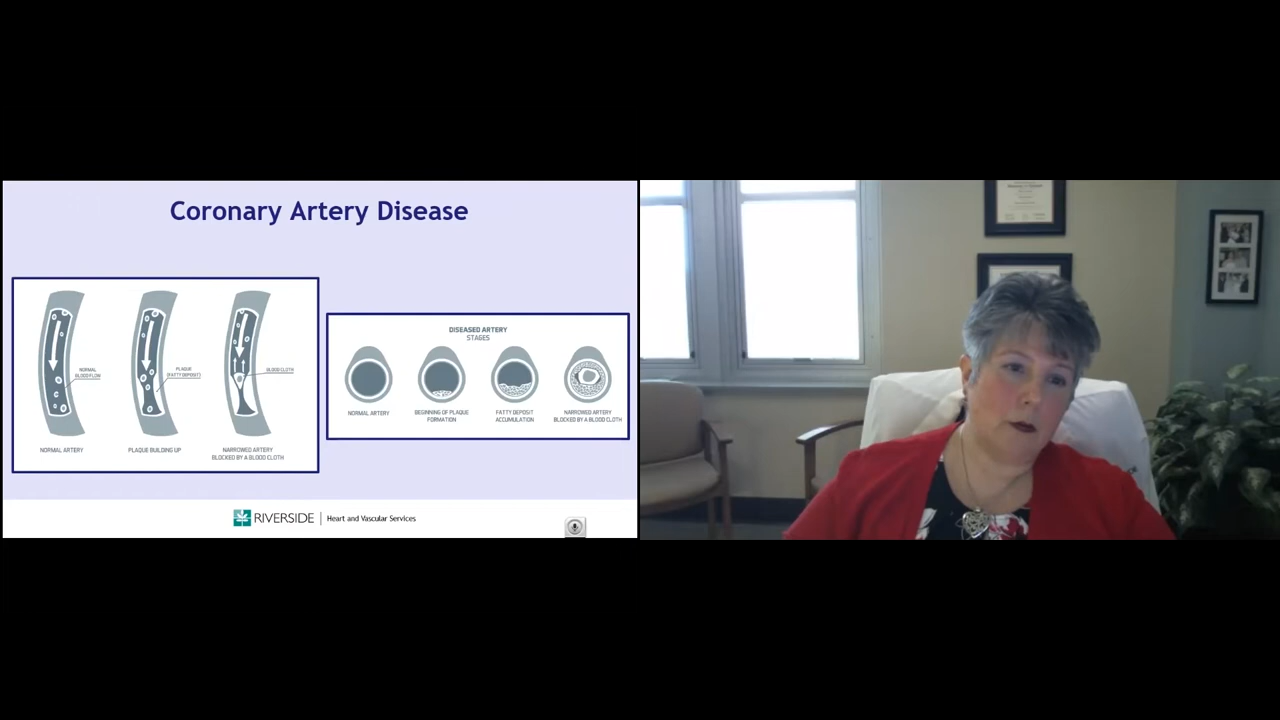 Coronary Artery Disease
NORMAL
BLOOD FLOW
PLAQUE
(FATTY DEPOSIT)
BLOOD CLOTH
NORMAL ARTERY
PLAQUE BUILDING UP
NARROWED ARTERY
BLOCKED BY A BLOOD CLOTH
DISEASED ARTERY
STAGES
NORMAL ARTERY
BEGINNING OF PLAQUE
FORMATION
FATTY DEPOSIT
ACCUMULATION
NARROWED ARTERY
BLOCKED BY A BLOOD CLOTH
RIVERSIDE | Heart and Vascular Services